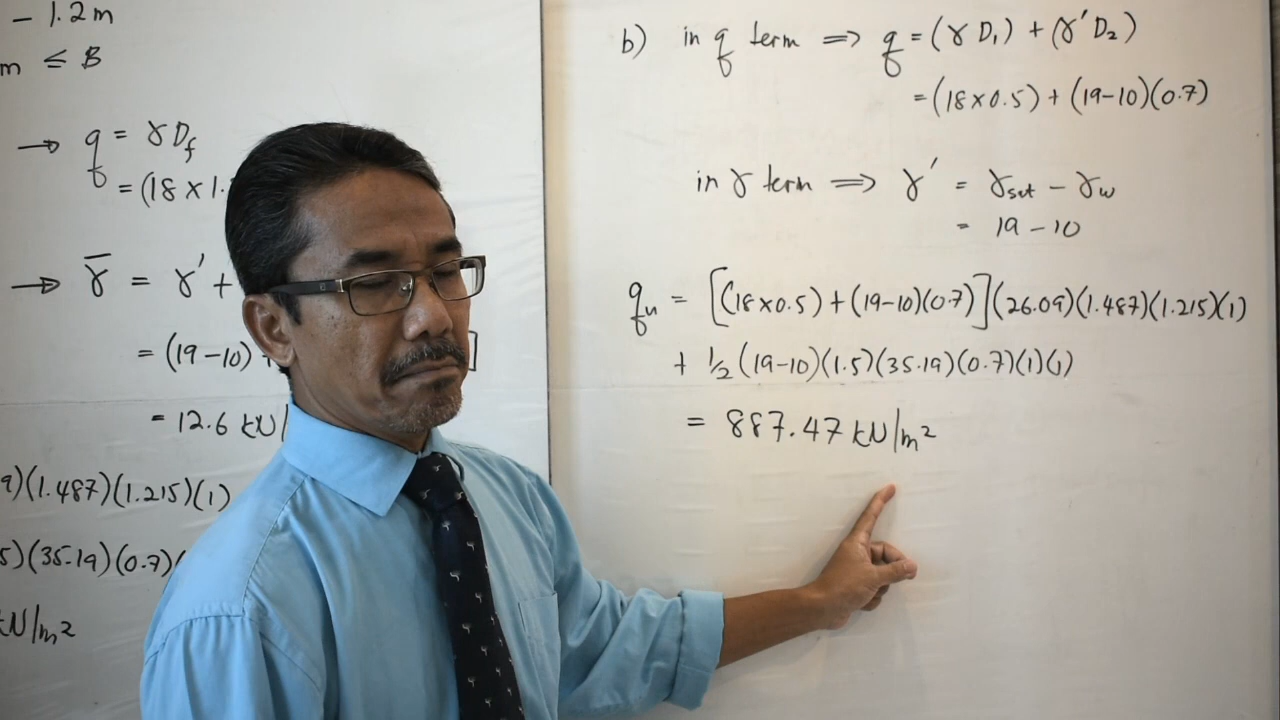 - 1.2 m
m ≤ B
→ q = γ D_f
= (18 × 1.
→ γ̄ = γ' +
= (19 - 10) + ]
= 12.6 kN/
9)(1.487)(1.215)(1)
5)(35.19)(0.7)(
kN/m²
b) in q term ⇒ q = (γ D₁) + (γ' D₂)
= (18 × 0.5) + (19-10)(0.7)
in γ term ⇒ γ' = γsat - γw
= 19 - 10
qu = [(18×0.5) + (19-10)(0.7)](26.09)(1.487)(1.215)(1)
+ ½ (19-10)(1.5)(35.19)(0.7)(1)(1)
= 887.47 kN/m²